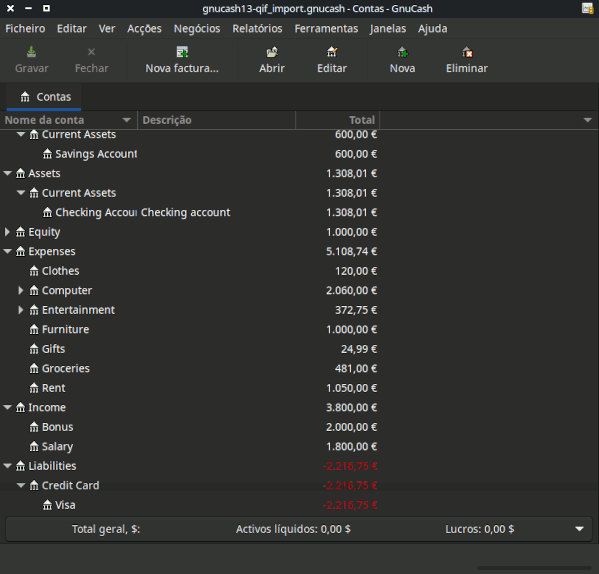 gnucash13-qif_import.gnucash - Contas - GnuCash
Ficheiro Editar Ver Acções Negócios Relatórios Ferramentas Janelas Ajuda
Gravar Fechar Nova factura... Abrir Editar Nova Eliminar
Contas
Nome da conta Descrição Total
Current Assets 600,00 €
Savings Account 600,00 €
Assets 1.308,01 €
Current Assets 1.308,01 €
Checking Accou Checking account 1.308,01 €
Equity 1.000,00 €
Expenses 5.108,74 €
Clothes 120,00 €
Computer 2.060,00 €
Entertainment 372,75 €
Furniture 1.000,00 €
Gifts 24,99 €
Groceries 481,00 €
Rent 1.050,00 €
Income 3.800,00 €
Bonus 2.000,00 €
Salary 1.800,00 €
Liabilities -2.216,75 €
Credit Card -2.216,75 €
Visa -2.216,75 €
Total geral, $: Activos líquidos: 0,00 $ Lucros: 0,00 $